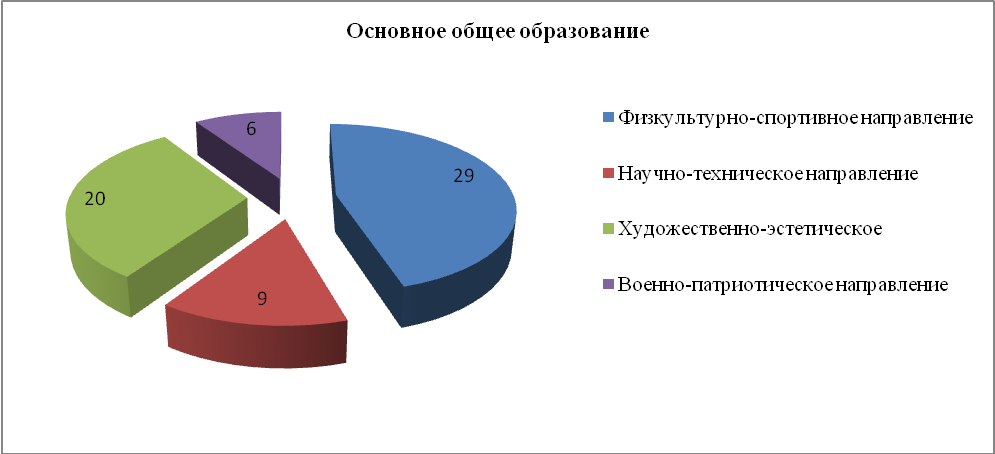 Основное общее образование
6
29
20
9
Физкультурно-спортивное направление
Научно-техническое направление
Художественно-эстетическое
Военно-патриотическое направление